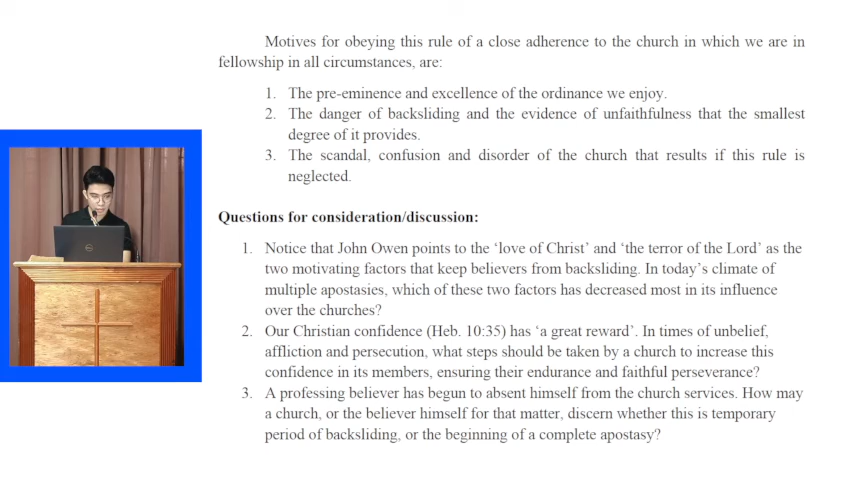 Motives for obeying this rule of a close adherence to the church in which we are in
fellowship in all circumstances, are:
1. The pre-eminence and excellence of the ordinance we enjoy.
2. The danger of backsliding and the evidence of unfaithfulness that the smallest
degree of it provides.
3. The scandal, confusion and disorder of the church that results if this rule is
neglected.
Questions for consideration/discussion:
1. Notice that John Owen points to the ‘love of Christ’ and ‘the terror of the Lord’ as the
two motivating factors that keep believers from backsliding. In today’s climate of
multiple apostasies, which of these two factors has decreased most in its influence
over the churches?
2. Our Christian confidence (Heb. 10:35) has ‘a great reward’. In times of unbelief,
affliction and persecution, what steps should be taken by a church to increase this
confidence in its members, ensuring their endurance and faithful perseverance?
3. A professing believer has begun to absent himself from the church services. How may
a church, or the believer himself for that matter, discern whether this is temporary
period of backsliding, or the beginning of a complete apostasy?